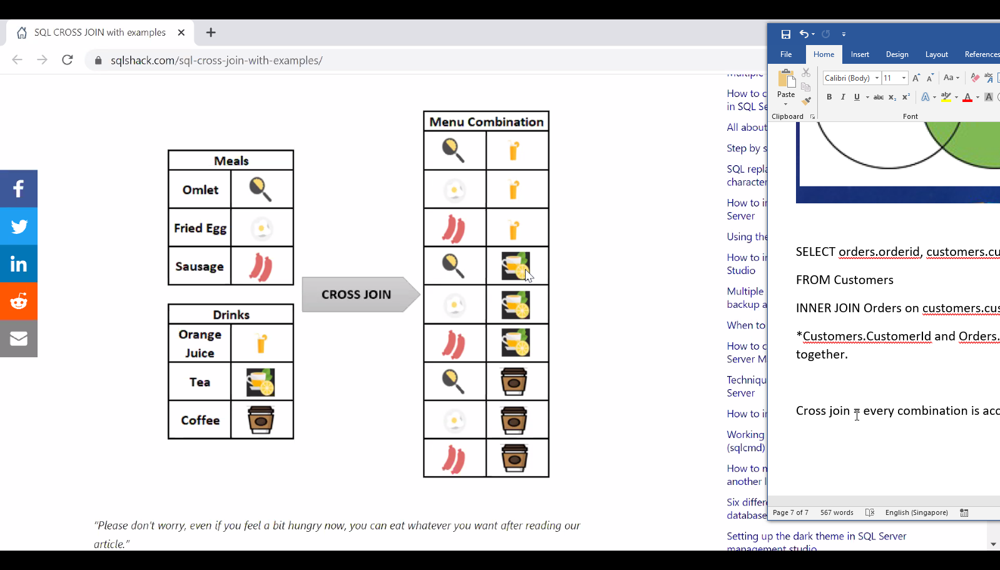 SQL CROSS JOIN with examples
sqlshack.com/sql-cross-join-with-examples/
Meals
Omlet
Fried Egg
Sausage
Drinks
Orange
Juice
Tea
Coffee
CROSS JOIN
Menu Combination
"Please don't worry, even if you feel a bit hungry now, you can eat whatever you want after reading our
article."
Multiple
How to c
in SQL Se
All about
Step by s
SQL repla
character
How to in
Server
Using the
How to in
Studio
Multiple
backup a
When to
How to c
Server M
Techniqu
Server
How to in
Working
(sqlcmd)
How to m
another l
Six differe
database
Setting up the dark theme in SQL Server
management studio
File
Home
Insert
Design
Layout
References
Paste
Clipboard
Calibri (Body)
11
Aa
B I U abc x₂ x²
Font
SELECT orders.orderid, customers.cu
FROM Customers
INNER JOIN Orders on customers.cus
*Customers.CustomerId and Orders.
together.
Cross join = every combination is acc
Page 7 of 7
567 words
English (Singapore)